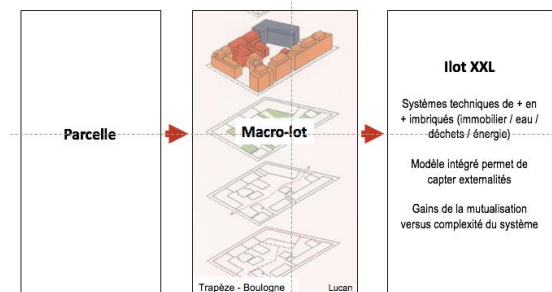 Parcelle
Macro-lot
Trapèze - Boulogne
Lucan
Ilot XXL
Systèmes techniques de + en
+ imbriqués (immobilier / eau /
déchets / énergie)
Modèle intégré permet de
capter externalités
Gains de la mutualisation
versus complexité du système